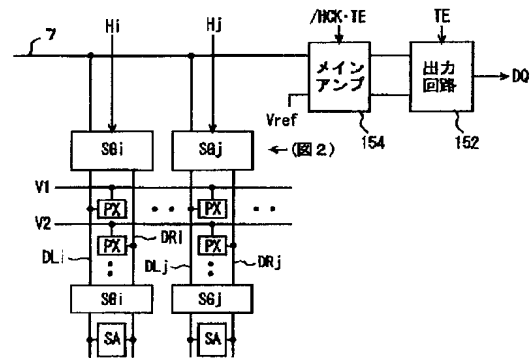 7
Hi
Hj
/HCK・TE
TE
メイン
アンプ
出力
回路
DQ
Vref
154
152
SGi
SGj
←(図2)
V1
PX
PX
V2
PX
DRi
PX
DLi
DLj
DRj
SGi
SGj
SA
SA